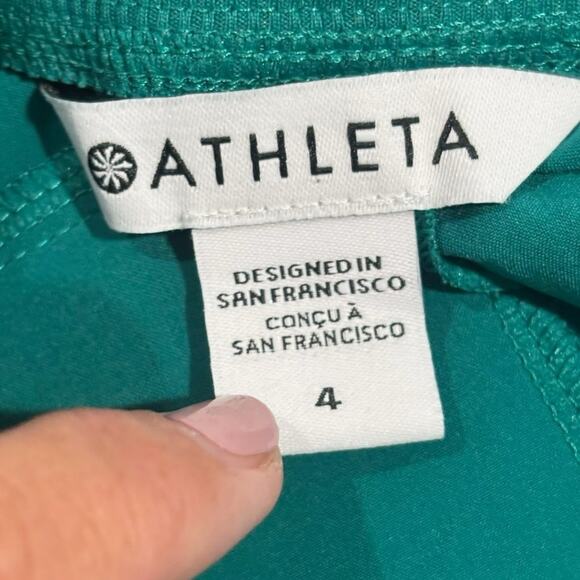 ATHLETA
DESIGNED IN
SAN FRANCISCO
CONÇU À
SAN FRANCISCO
4